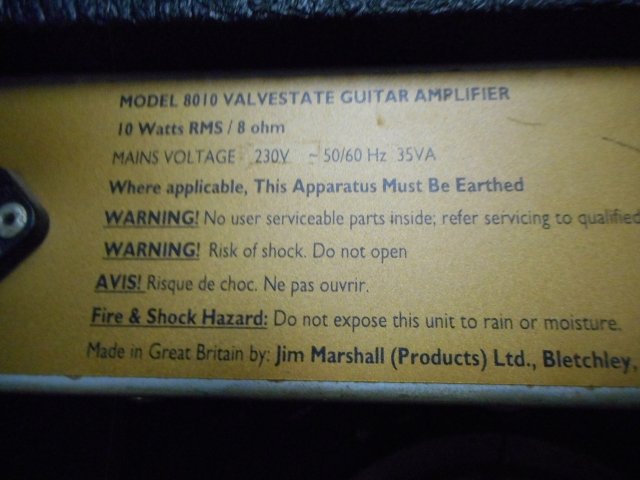 MODEL 8010 VALVESTATE GUITAR AMPLIFIER
10 Watts RMS / 8 ohm
MAINS VOLTAGE 230V ~ 50/60 Hz 35VA
Where applicable, This Apparatus Must Be Earthed
WARNING! No user serviceable parts inside; refer servicing to qualified
WARNING! Risk of shock. Do not open
AVIS! Risque de choc. Ne pas ouvrir.
Fire & Shock Hazard: Do not expose this unit to rain or moisture.
Made in Great Britain by: Jim Marshall (Products) Ltd., Bletchley,